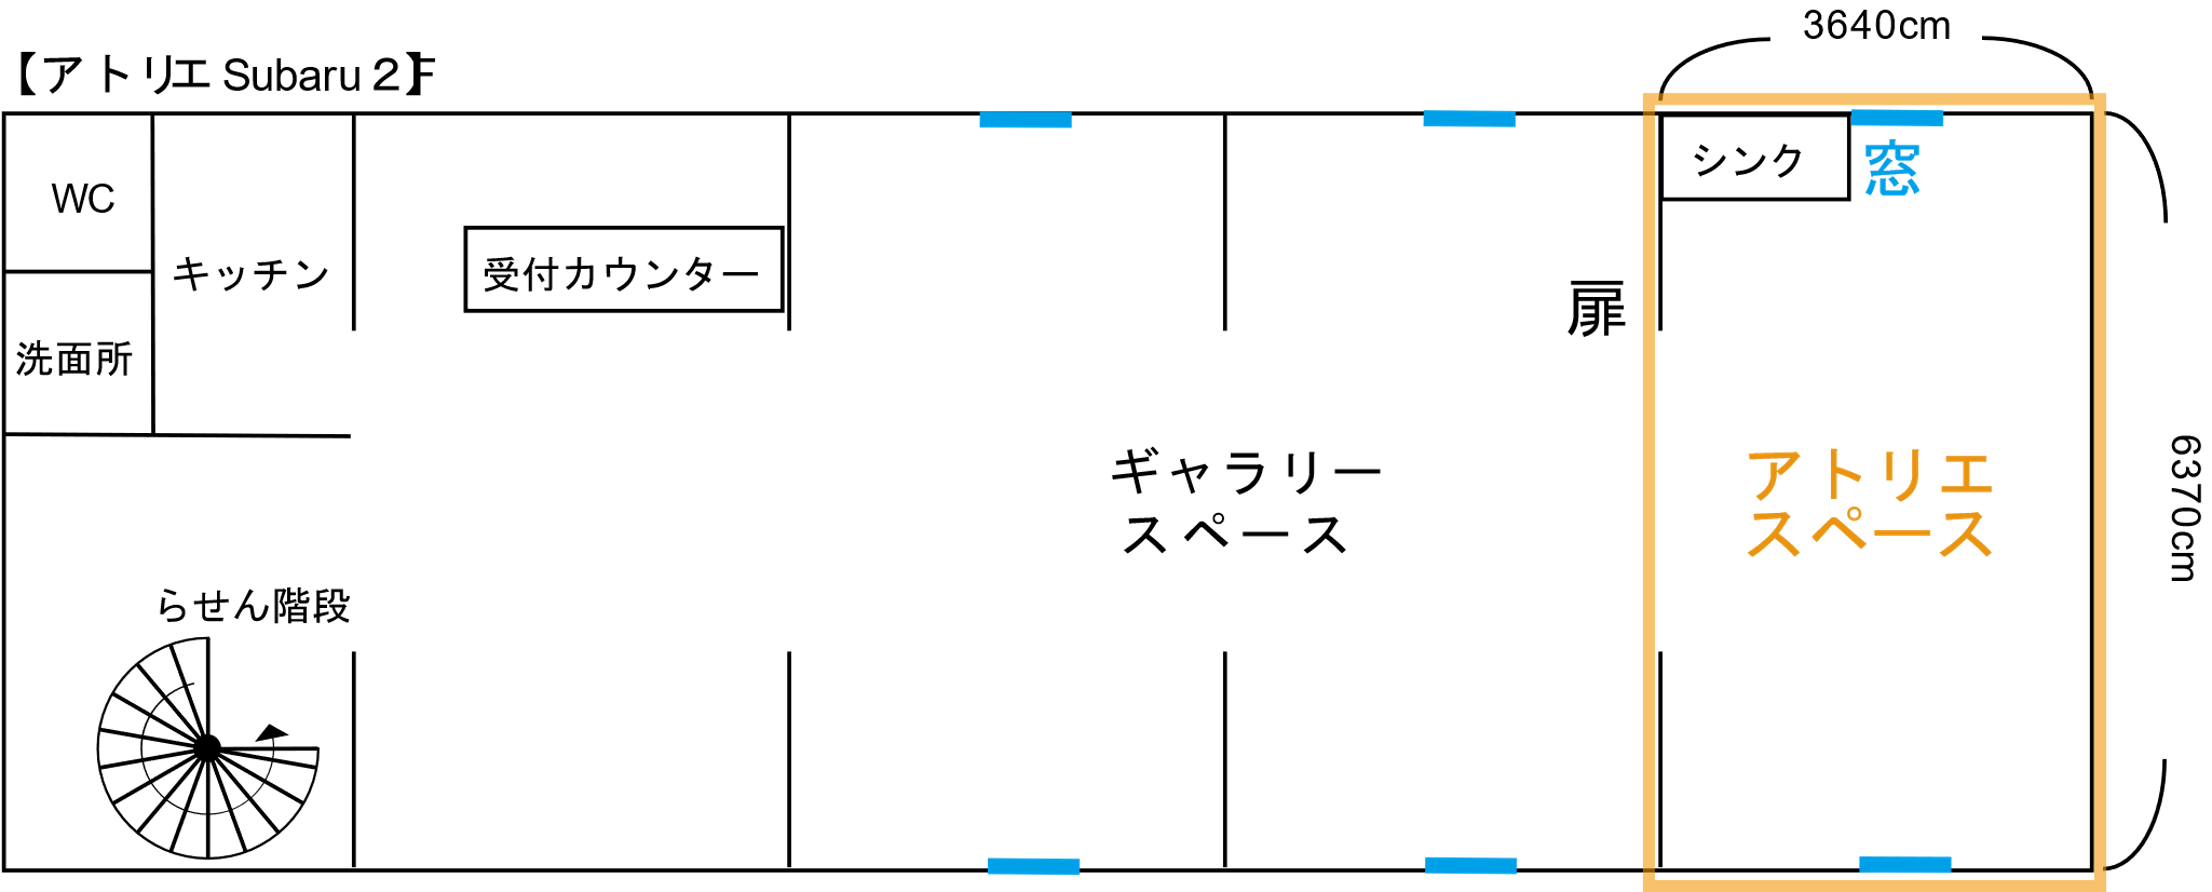 3640cm
【アトリエ Subaru 2F】
WC
シンク
窓
キッチン
受付カウンター
扉
洗面所
ギャラリー
スペース
アトリエ
スペース
6370cm
らせん階段